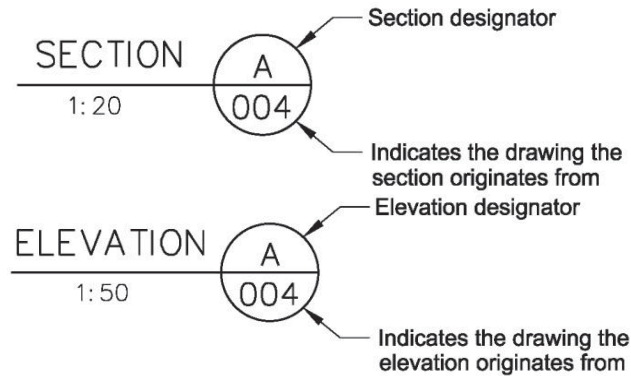 Section designator
SECTION
A
1:20
004
Indicates the drawing the
section originates from
Elevation designator
ELEVATION
A
1:50
004
Indicates the drawing the
elevation originates from